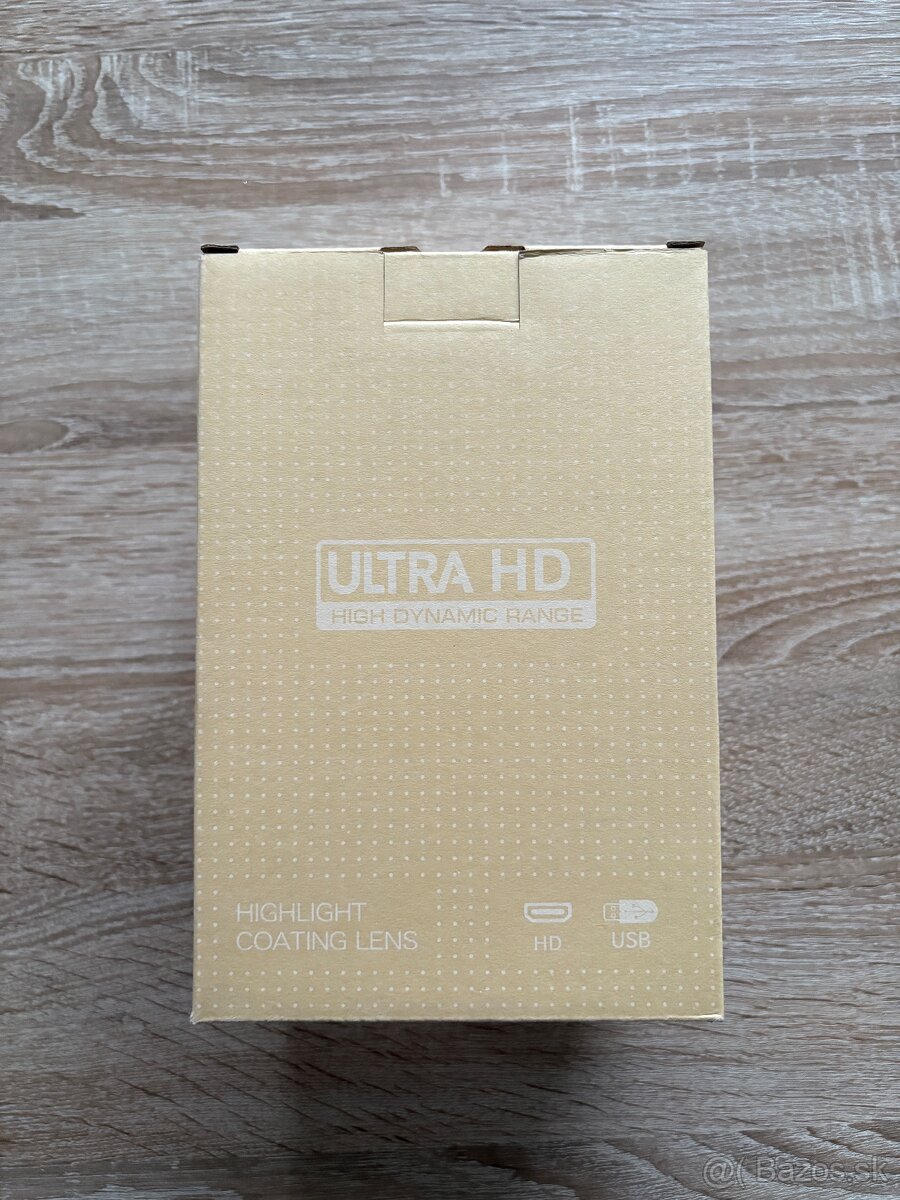 ULTRA HD
HIGH DYNAMIC RANGE
HIGHLIGHT
COATING LENS
HD
USB
@( Bazos.sk